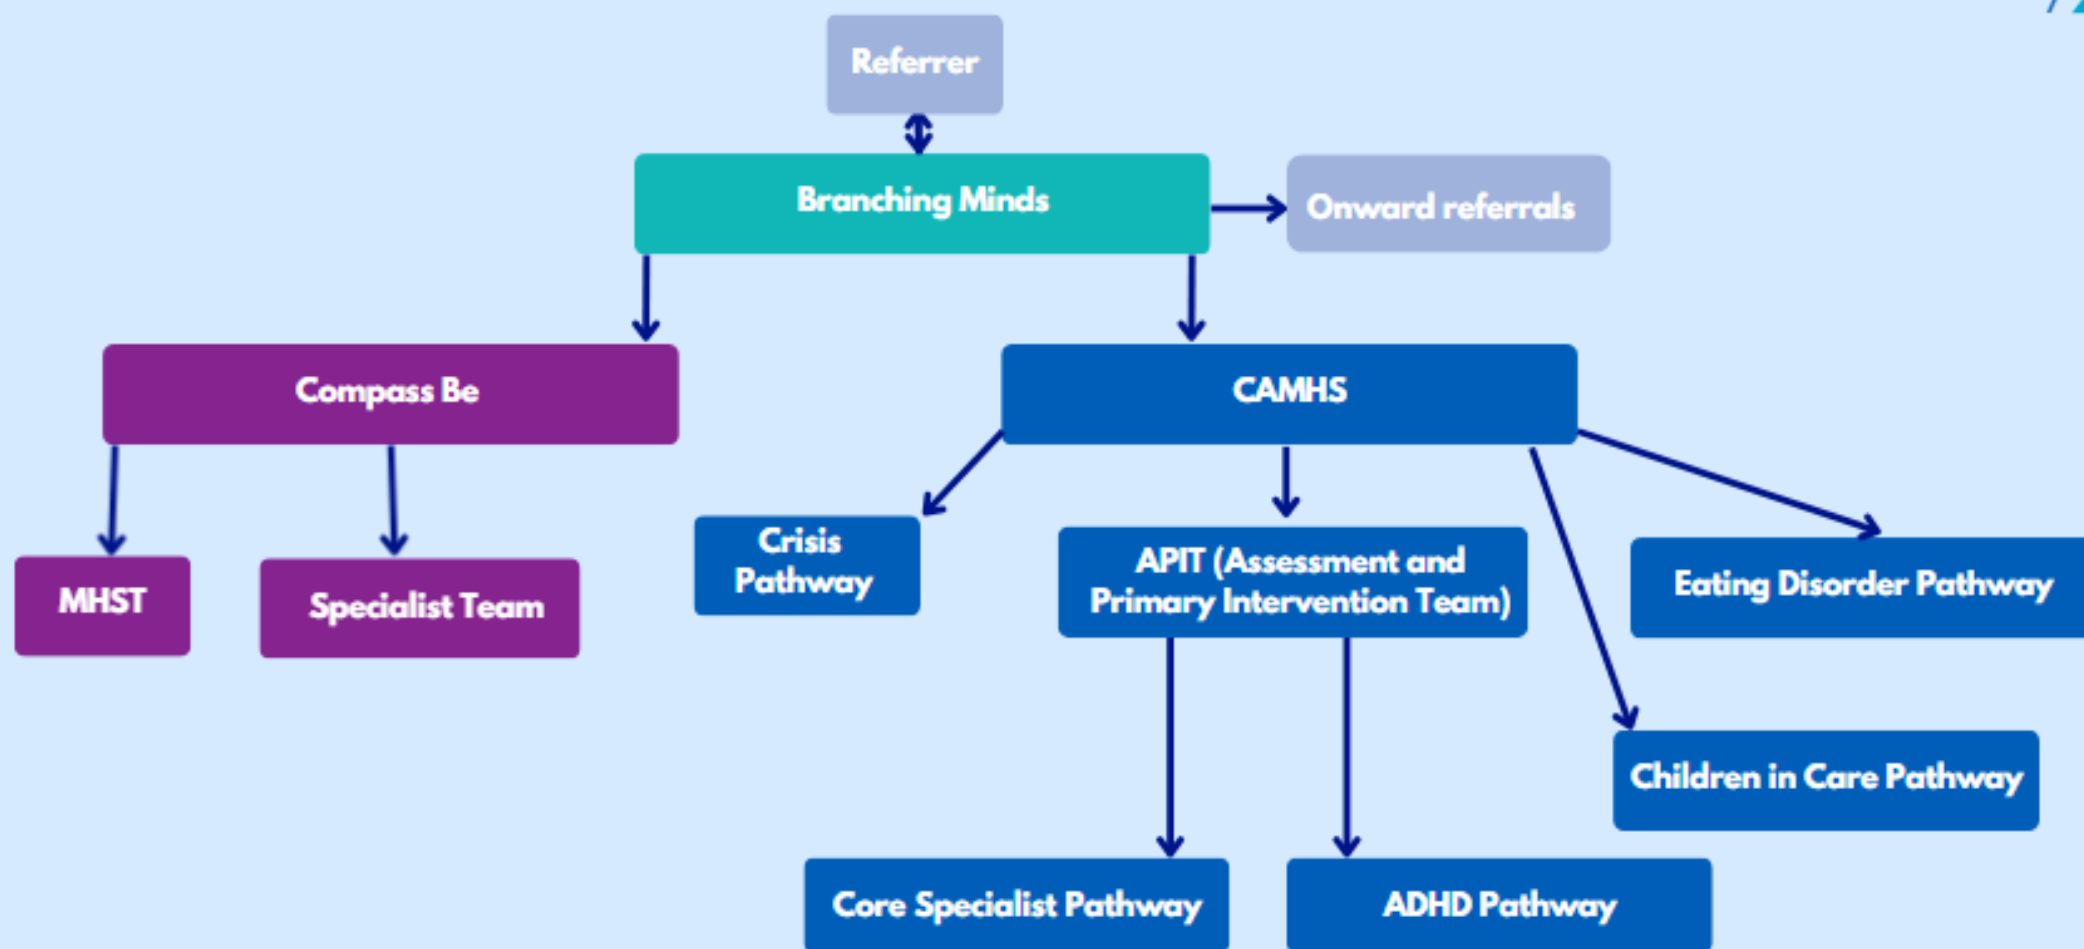 Referrer
Branching Minds
Onward referrals
Compass Be
CAMHS
Crisis
Pathway
APIT (Assessment and
Primary Intervention Team)
Eating Disorder Pathway
MHST
Specialist Team
Children in Care Pathway
Core Specialist Pathway
ADHD Pathway